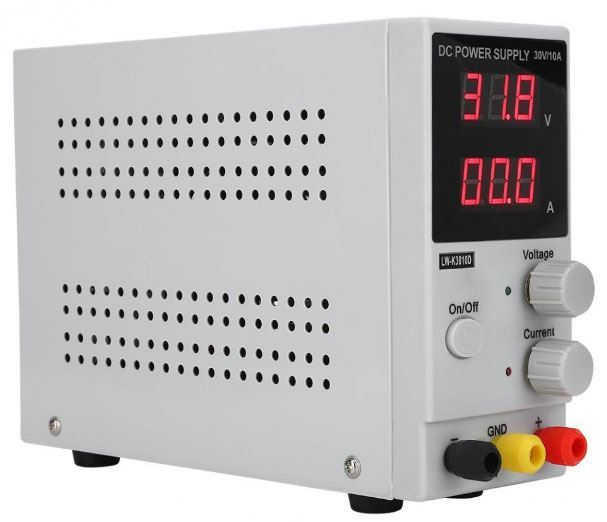 DC POWER SUPPLY 30V/10A
31.8 V
00.0 A
LW-K3010D
Voltage
On/Off
Current
− GND +